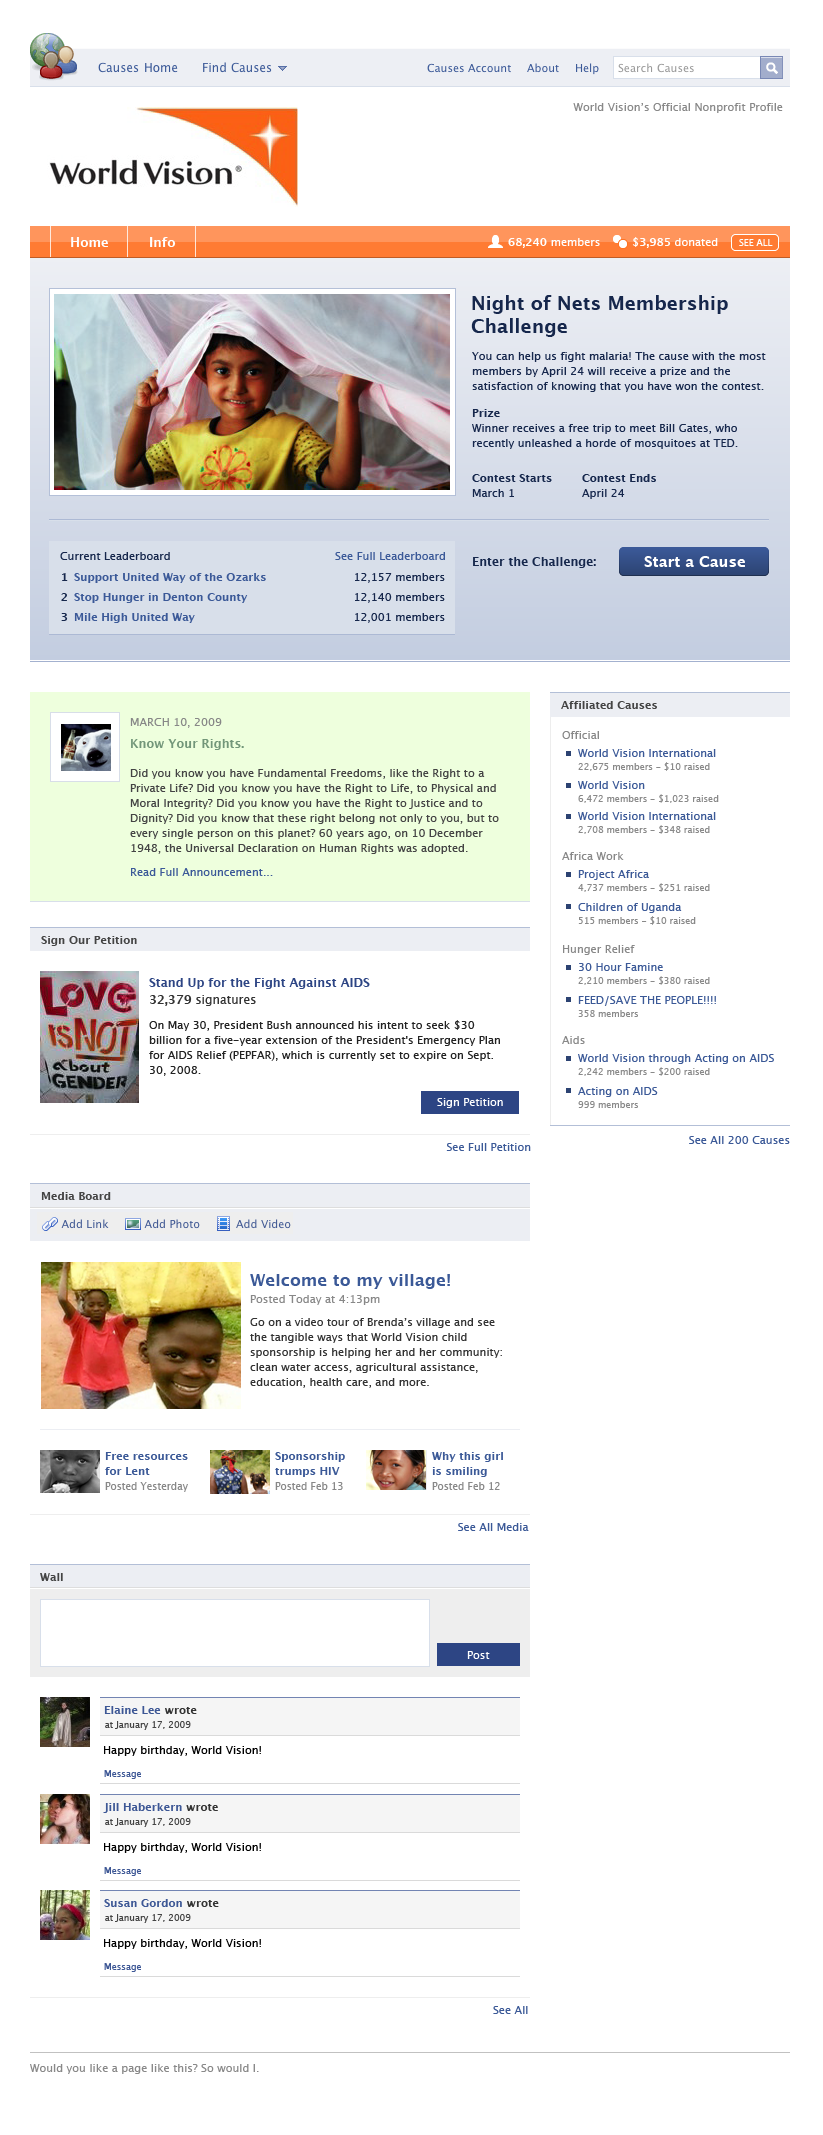 Causes Home
Find Causes
Causes Account
About
Help
Search Causes
World Vision's Official Nonprofit Profile
World Vision®
Home
Info
68,240 members
$3,985 donated
SEE ALL
Night of Nets Membership
Challenge
You can help us fight malaria! The cause with the most
members by April 24 will receive a prize and the
satisfaction of knowing that you have won the contest.
Prize
Winner receives a free trip to meet Bill Gates, who
recently unleashed a horde of mosquitoes at TED.
Contest Starts
March 1
Contest Ends
April 24
Current Leaderboard
See Full Leaderboard
1 Support United Way of the Ozarks 12,157 members
2 Stop Hunger in Denton County 12,140 members
3 Mile High United Way 12,001 members
Enter the Challenge:
Start a Cause
MARCH 10, 2009
Know Your Rights.
Did you know you have Fundamental Freedoms, like the Right to a
Private Life? Did you know you have the Right to Life, to Physical and
Moral Integrity? Did you know you have the Right to Justice and to
Dignity? Did you know that these right belong not only to you, but to
every single person on this planet? 60 years ago, on 10 December
1948, the Universal Declaration on Human Rights was adopted.
Read Full Announcement...
Sign Our Petition
LOVE
is NOT
about
GENDER
Stand Up for the Fight Against AIDS
32,379 signatures
On May 30, President Bush announced his intent to seek $30
billion for a five-year extension of the President's Emergency Plan
for AIDS Relief (PEPFAR), which is currently set to expire on Sept.
30, 2008.
Sign Petition
See Full Petition
Media Board
Add Link
Add Photo
Add Video
Welcome to my village!
Posted Today at 4:13pm
Go on a video tour of Brenda's village and see
the tangible ways that World Vision child
sponsorship is helping her and her community:
clean water access, agricultural assistance,
education, health care, and more.
Free resources
for Lent
Posted Yesterday
Sponsorship
trumps HIV
Posted Feb 13
Why this girl
is smiling
Posted Feb 12
See All Media
Wall
Post
Elaine Lee wrote
at January 17, 2009
Happy birthday, World Vision!
Message
Jill Haberkern wrote
at January 17, 2009
Happy birthday, World Vision!
Message
Susan Gordon wrote
at January 17, 2009
Happy birthday, World Vision!
Message
See All
Affiliated Causes
Official
World Vision International
22,675 members – $10 raised
World Vision
6,472 members – $1,023 raised
World Vision International
2,708 members – $348 raised
Africa Work
Project Africa
4,737 members – $251 raised
Children of Uganda
515 members – $10 raised
Hunger Relief
30 Hour Famine
2,210 members – $380 raised
FEED/SAVE THE PEOPLE!!!!
358 members
Aids
World Vision through Acting on AIDS
2,242 members – $200 raised
Acting on AIDS
999 members
See All 200 Causes
Would you like a page like this? So would I.